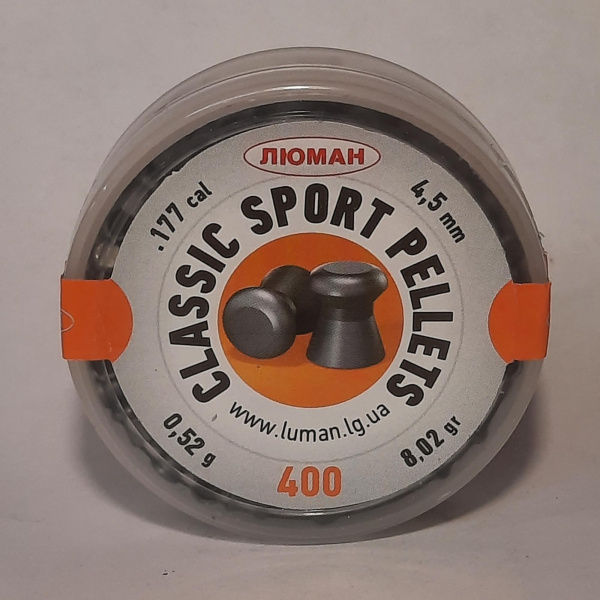 ЛЮМАН
.177 cal
4,5 mm
CLASSIC SPORT PELLETS
www.luman.lg.ua
0,52 g
8,02 gr
400